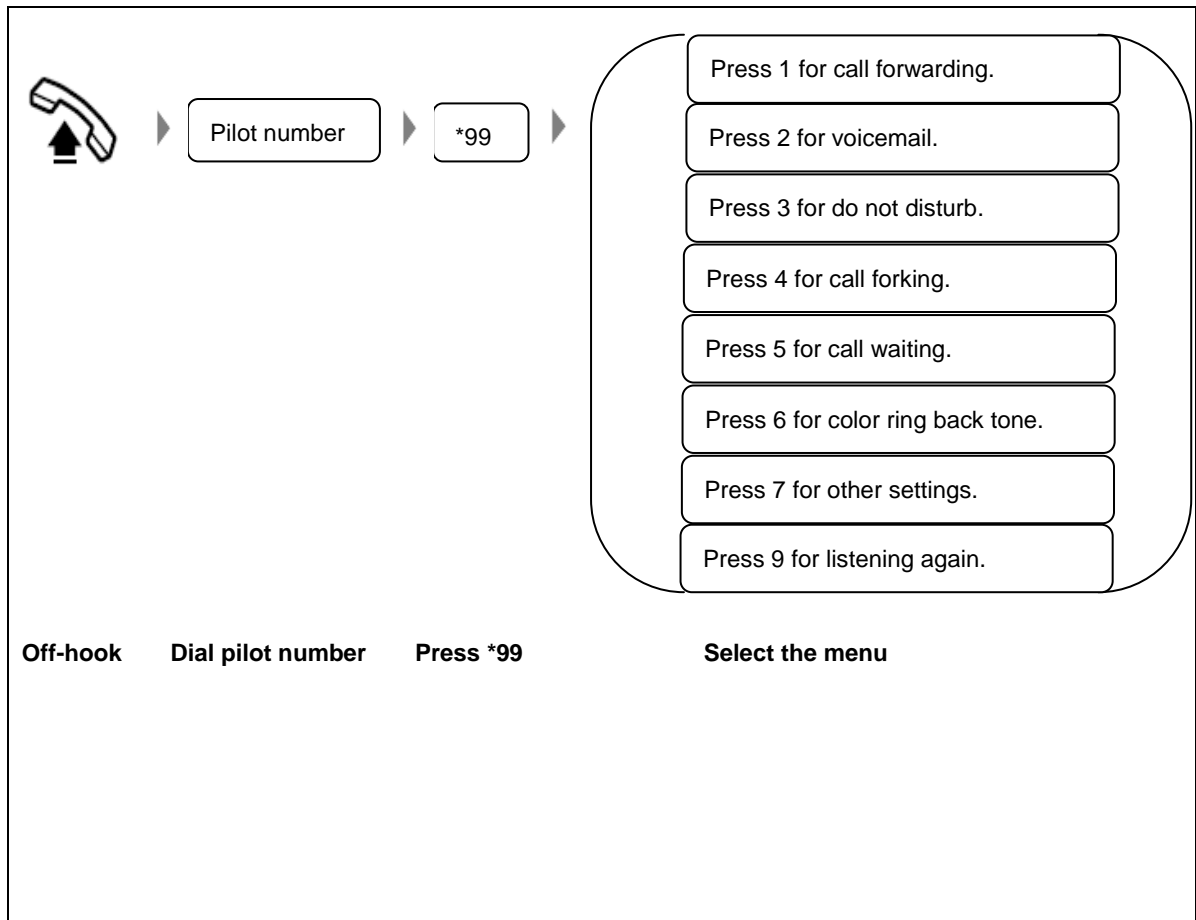 Pilot number
*99
Press 1 for call forwarding.
Press 2 for voicemail.
Press 3 for do not disturb.
Press 4 for call forking.
Press 5 for call waiting.
Press 6 for color ring back tone.
Press 7 for other settings.
Press 9 for listening again.
Off-hook Dial pilot number Press *99 Select the menu